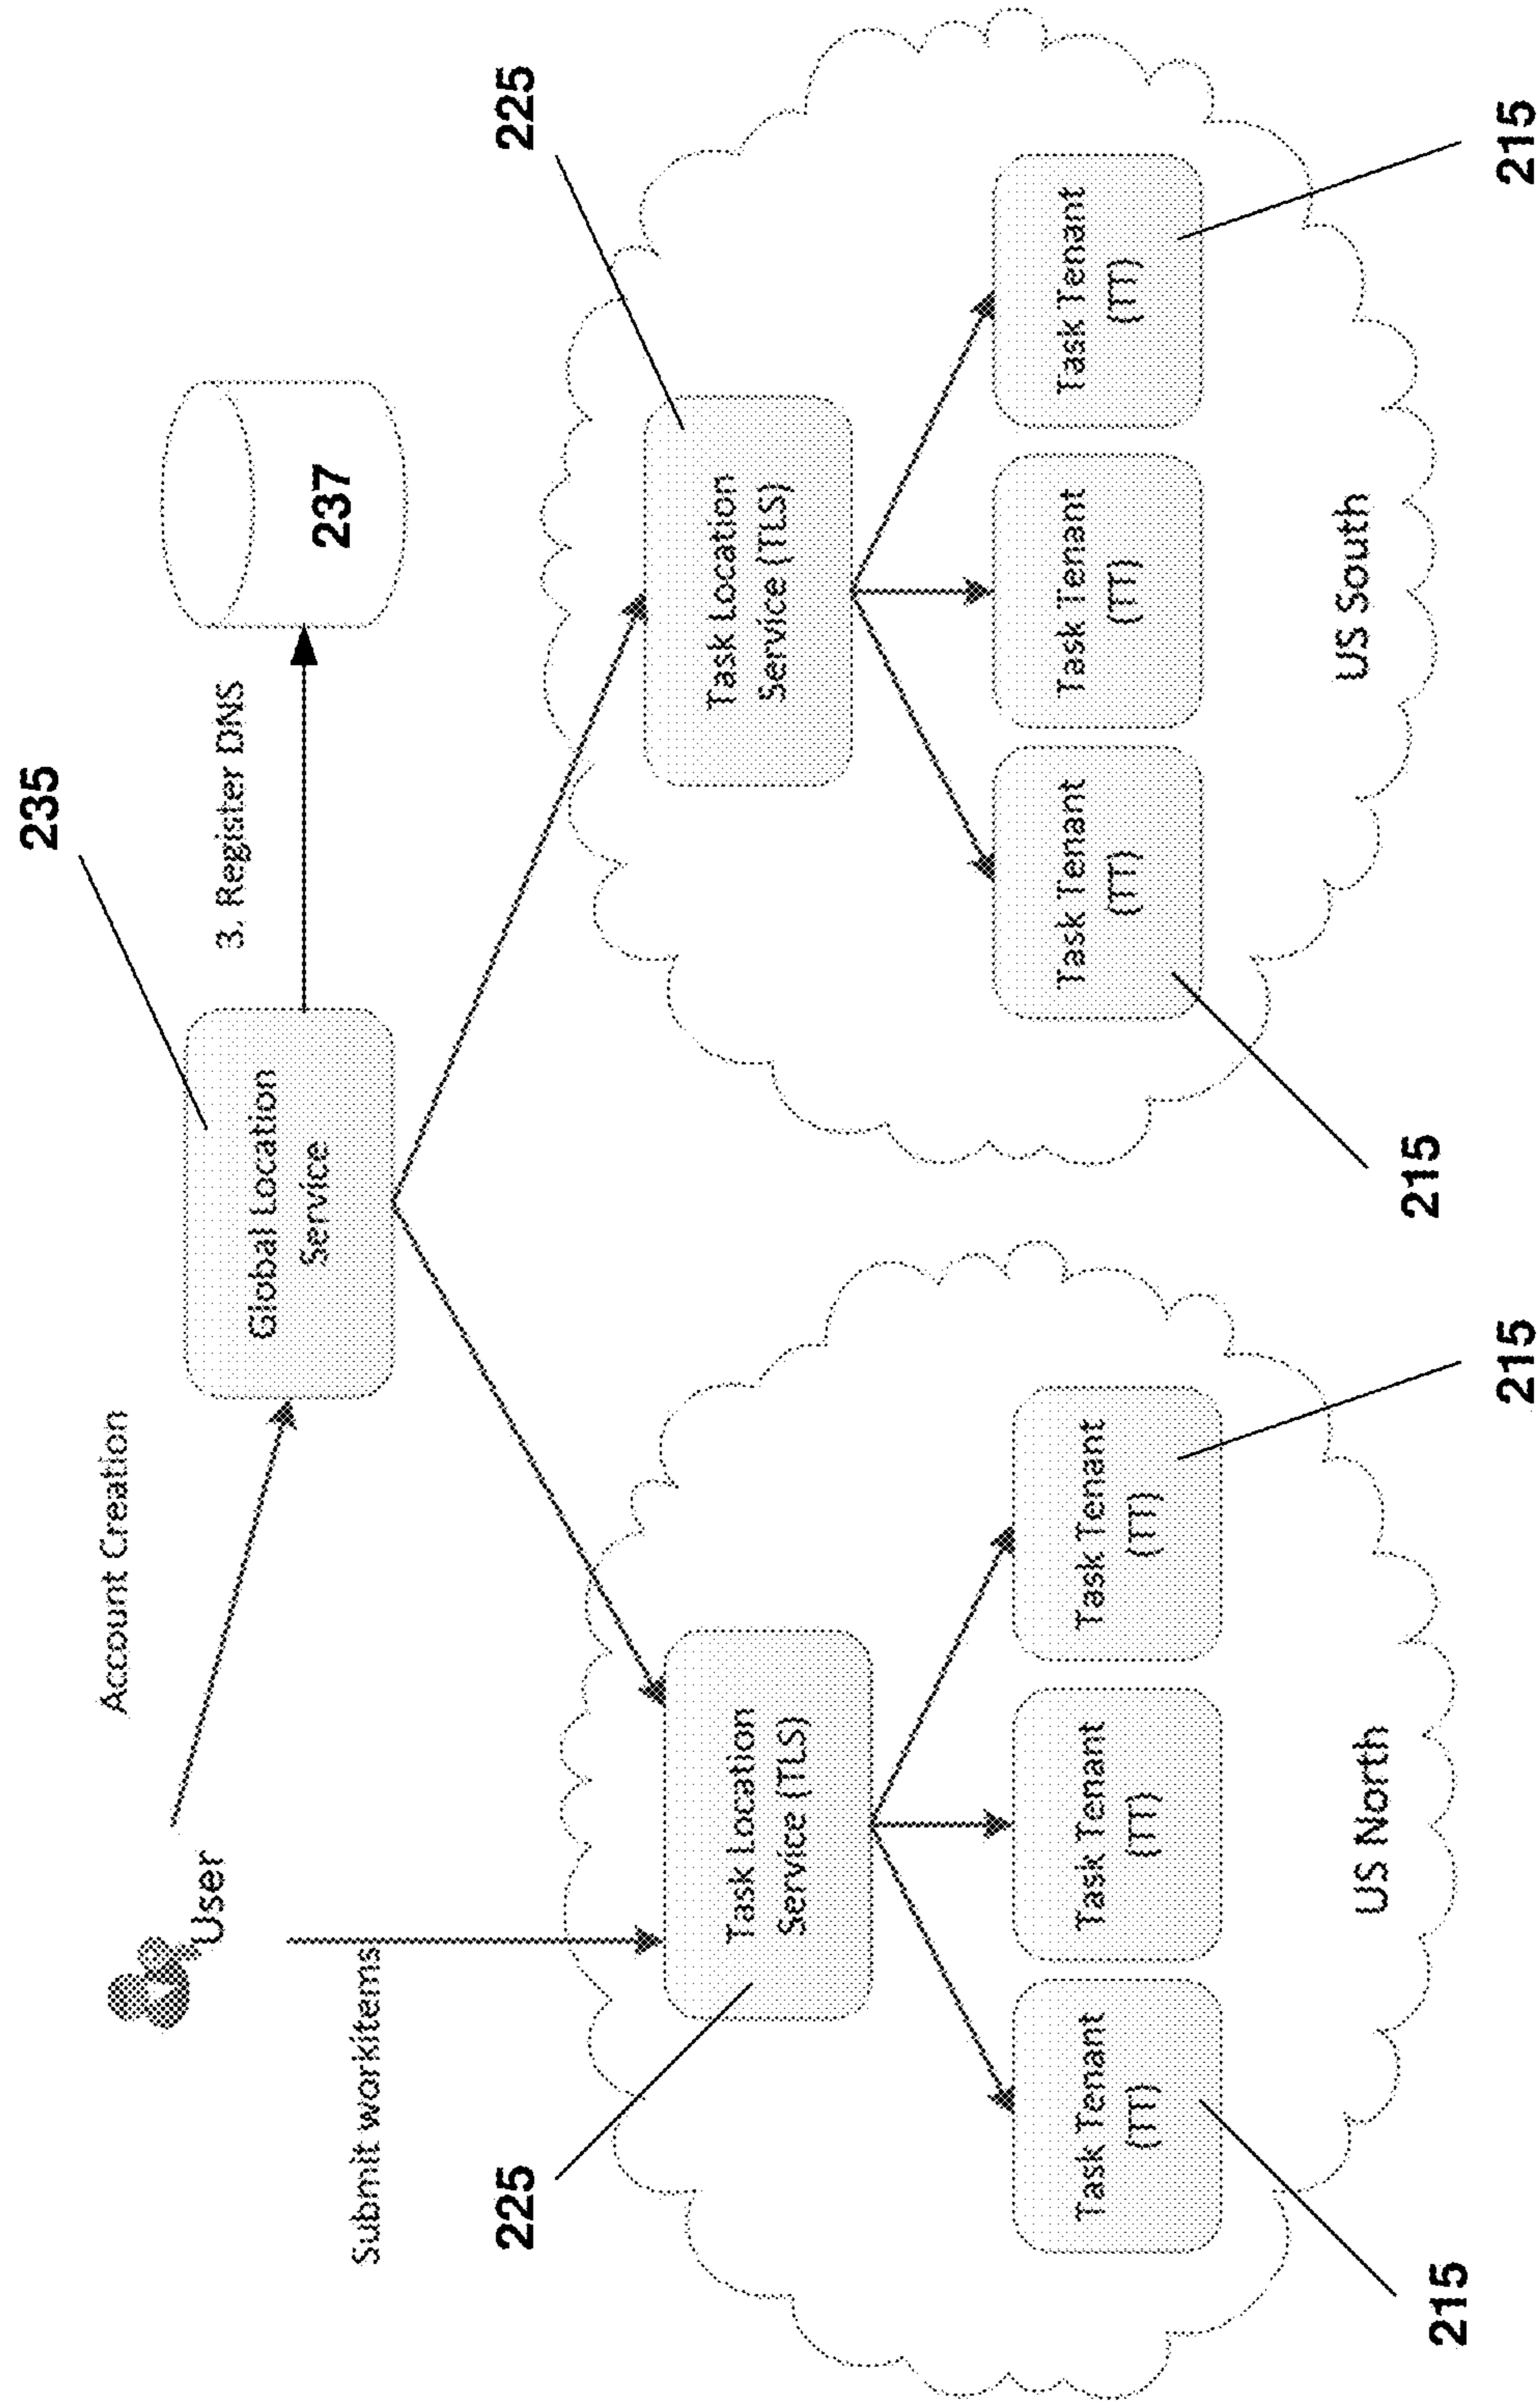 235
Account Creation
User
Global Location
Service
3. Register DNS
237
Submit workitems
225
225
Task Location
Service (TLS)
Task Location
Service (TLS)
Task Tenant
(TT)
Task Tenant
(TT)
Task Tenant
(TT)
Task Tenant
(TT)
Task Tenant
(TT)
Task Tenant
(TT)
US North
US South
215
215
215
215